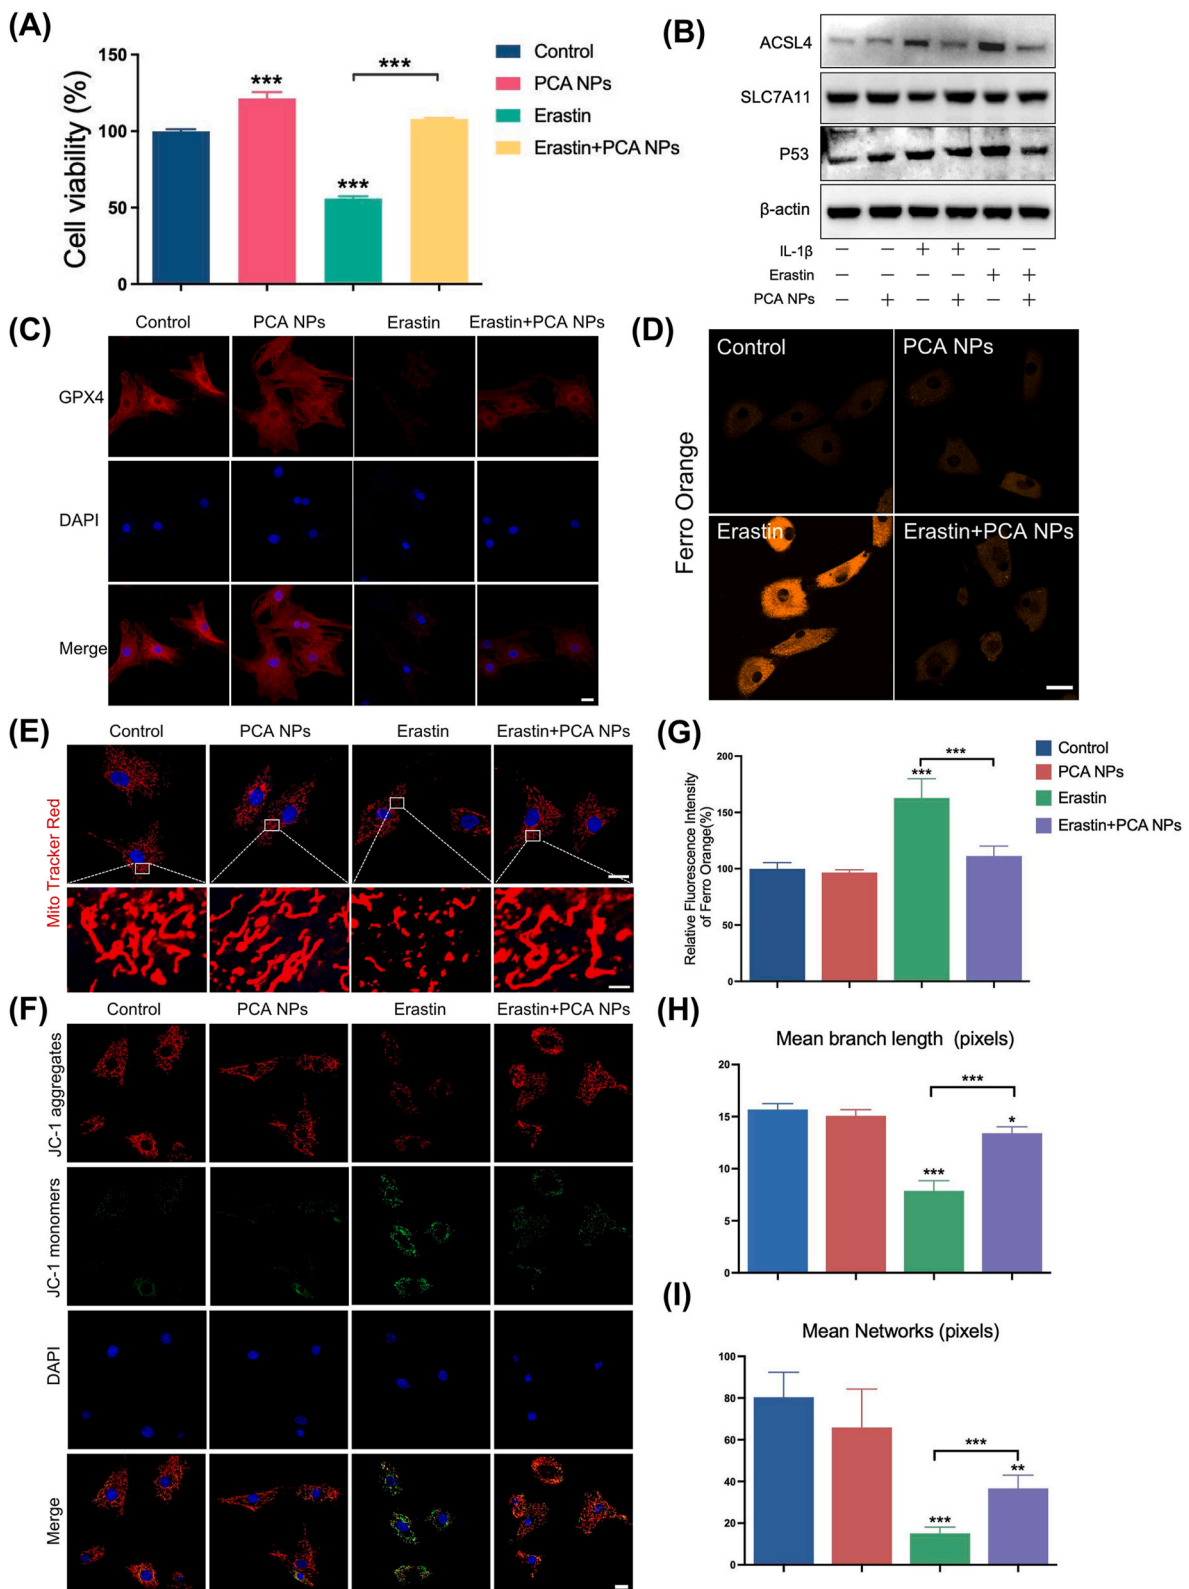 (A)
Cell viability (%)
150
100
50
0
***
***
***
Control
PCA NPs
Erastin
Erastin+PCA NPs
(B)
ACSL4
SLC7A11
P53
β-actin
IL-1β − − + + − −
Erastin − − − − + +
PCA NPs − + − + − +
(C)
Control PCA NPs Erastin Erastin+PCA NPs
GPX4
DAPI
Merge
(D)
Ferro Orange
Control
PCA NPs
Erastin
Erastin+PCA NPs
(E)
Control PCA NPs Erastin Erastin+PCA NPs
Mito Tracker Red
(F)
Control PCA NPs Erastin Erastin+PCA NPs
JC-1 aggregates
JC-1 monomers
DAPI
Merge
(G)
Relative Fluorescence Intensity
of Ferro Orange(%)
200
150
100
50
0
***
***
Control
PCA NPs
Erastin
Erastin+PCA NPs
(H)
Mean branch length (pixels)
20
15
10
5
0
***
***
*
(I)
Mean Networks (pixels)
100
80
60
40
20
0
***
***
**